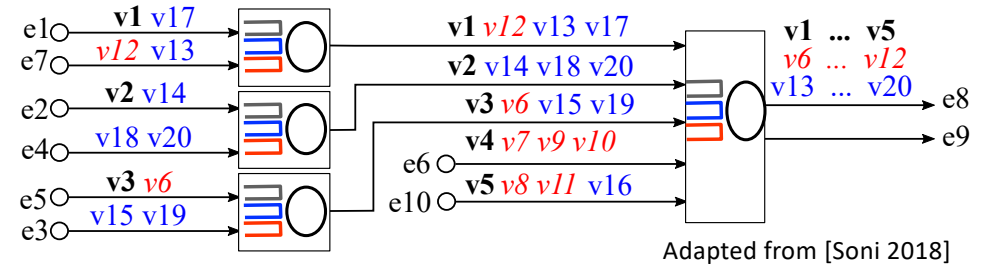 e1 v1 v17
e7 v12 v13
e2 v2 v14
e4 v18 v20
e5 v3 v6
e3 v15 v19
v1 v12 v13 v17
v2 v14 v18 v20
v3 v6 v15 v19
v4 v7 v9 v10
e6
v5 v8 v11 v16
e10
v1 ... v5
v6 ... v12
v13 ... v20
e8
e9
Adapted from [Soni 2018]